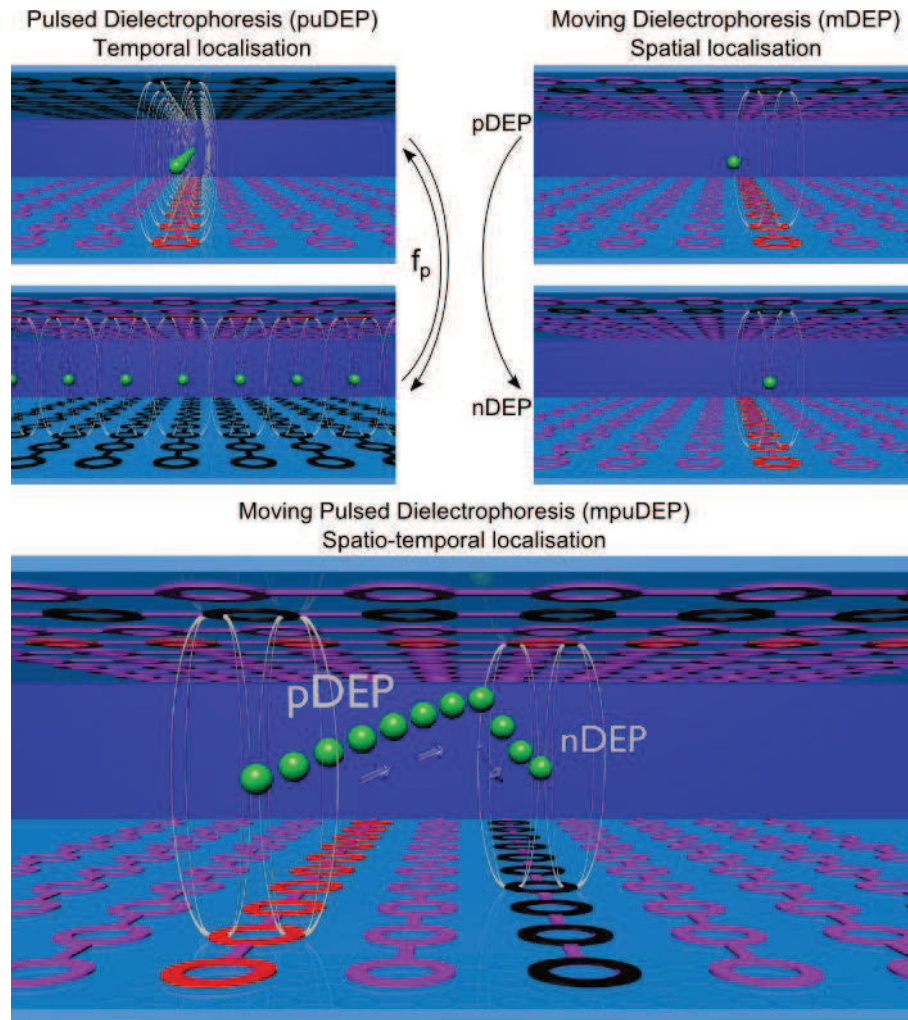 Pulsed Dielectrophoresis (puDEP)
Temporal localisation
Moving Dielectrophoresis (mDEP)
Spatial localisation
pDEP
fp
nDEP
Moving Pulsed Dielectrophoresis (mpuDEP)
Spatio-temporal localisation
pDEP
nDEP